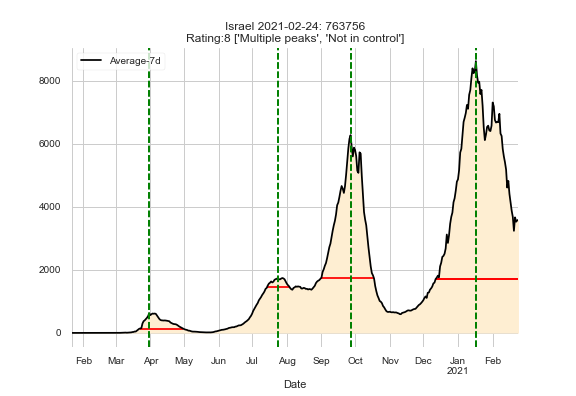 Israel 2021-02-24: 763756
Rating:8 ['Multiple peaks', 'Not in control']
Average-7d
8000
6000
4000
2000
0
Feb Mar Apr May Jun Jul Aug Sep Oct Nov Dec Jan Feb
2021
Date